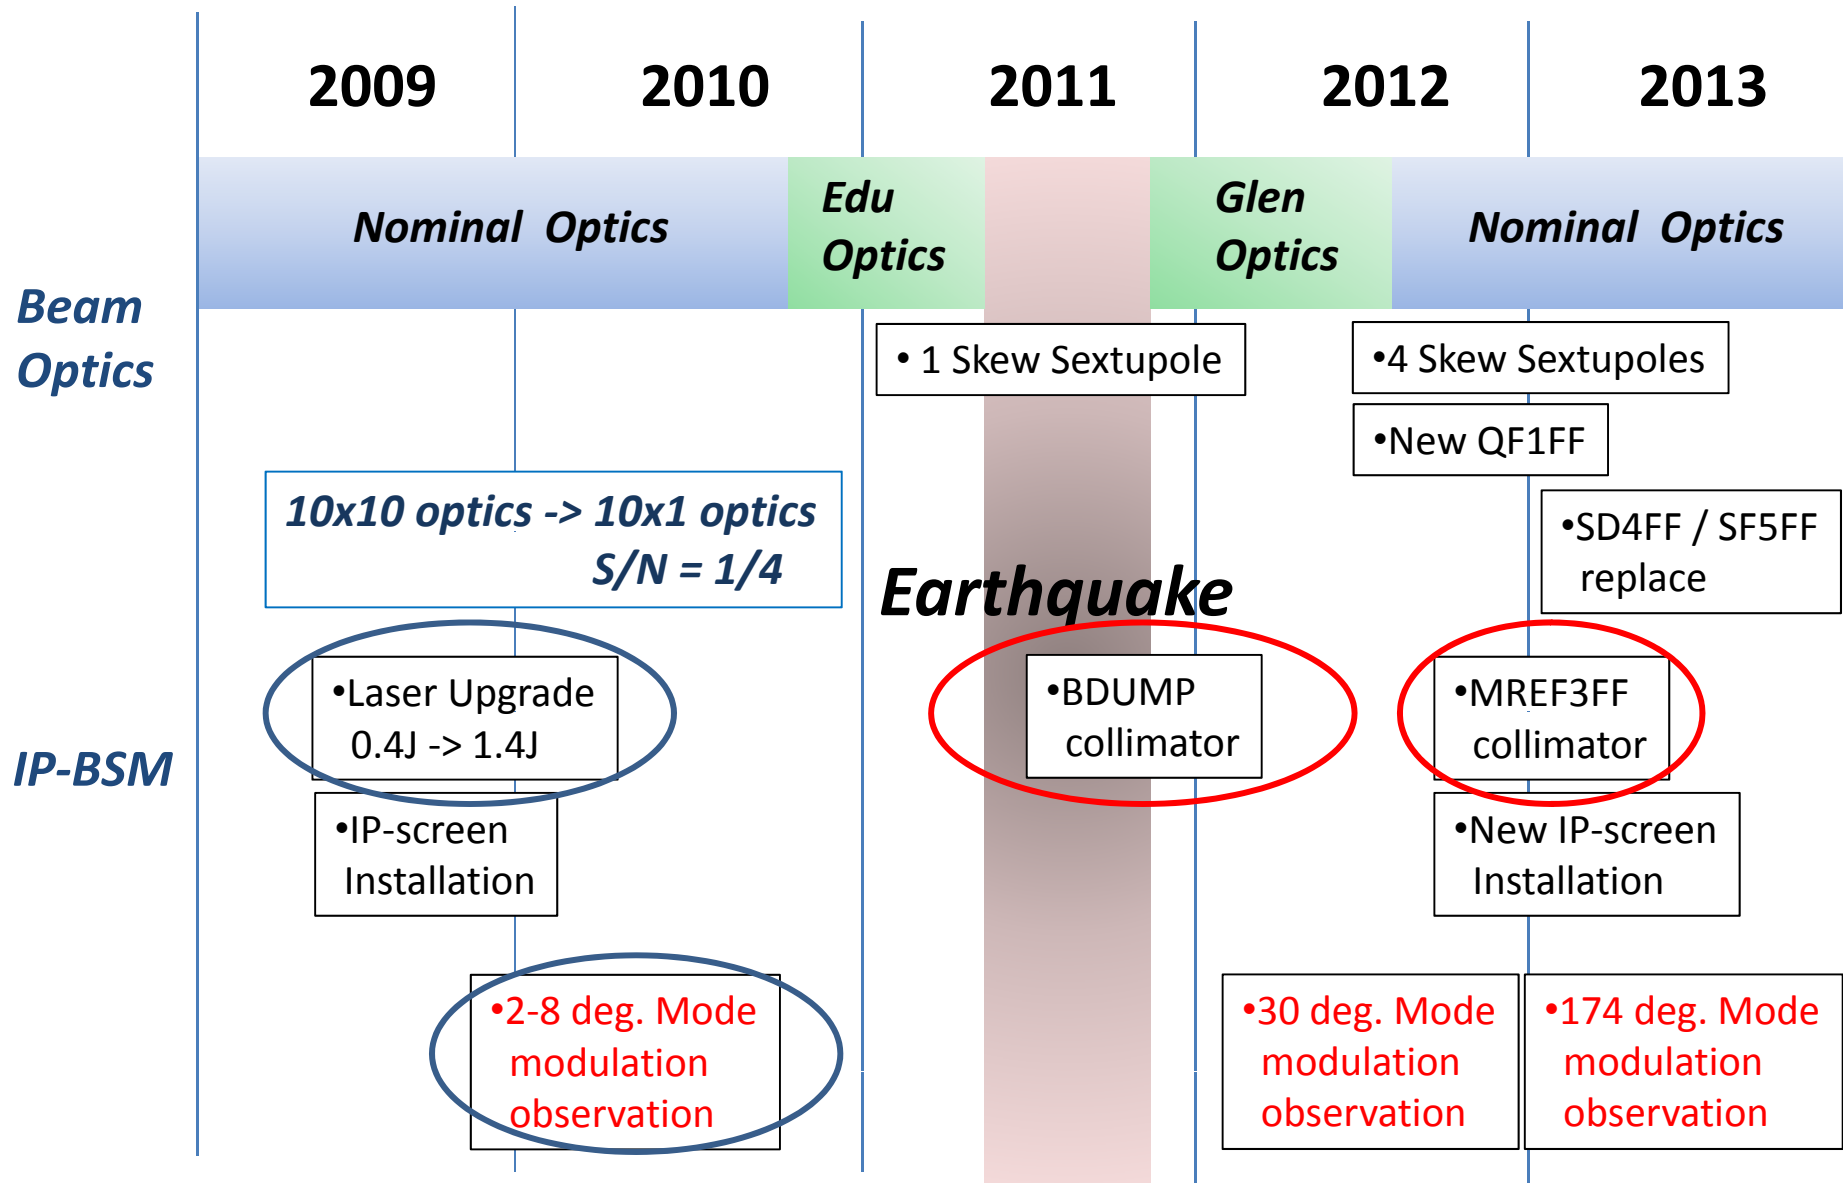 2009 2010 2011 2012 2013
Nominal Optics
Edu
Optics
Glen
Optics
Nominal Optics
Beam
Optics
• 1 Skew Sextupole
•4 Skew Sextupoles
•New QF1FF
10x10 optics -> 10x1 optics
S/N = 1/4
•SD4FF / SF5FF
replace
Earthquake
IP-BSM
•Laser Upgrade
0.4J -> 1.4J
•BDUMP
collimator
•MREF3FF
collimator
•IP-screen
Installation
•New IP-screen
Installation
•2-8 deg. Mode
modulation
observation
•30 deg. Mode
modulation
observation
•174 deg. Mode
modulation
observation